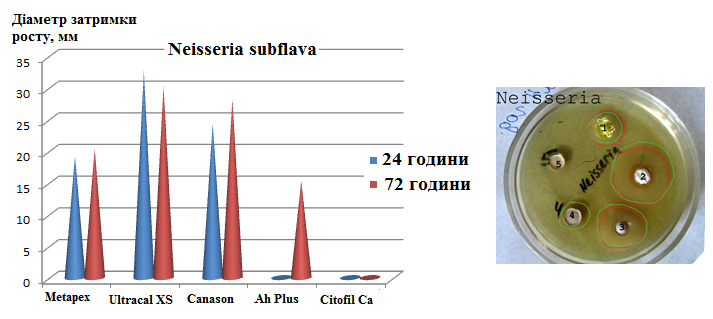 Діаметр затримки
росту, мм
Neisseria subflava
35
30
25
20
15
10
5
0
Metapex
Ultracal XS
Canason
Ah Plus
Citofil Ca
24 години
72 години
Neisseria
1
2
3
4
5
Neisseria